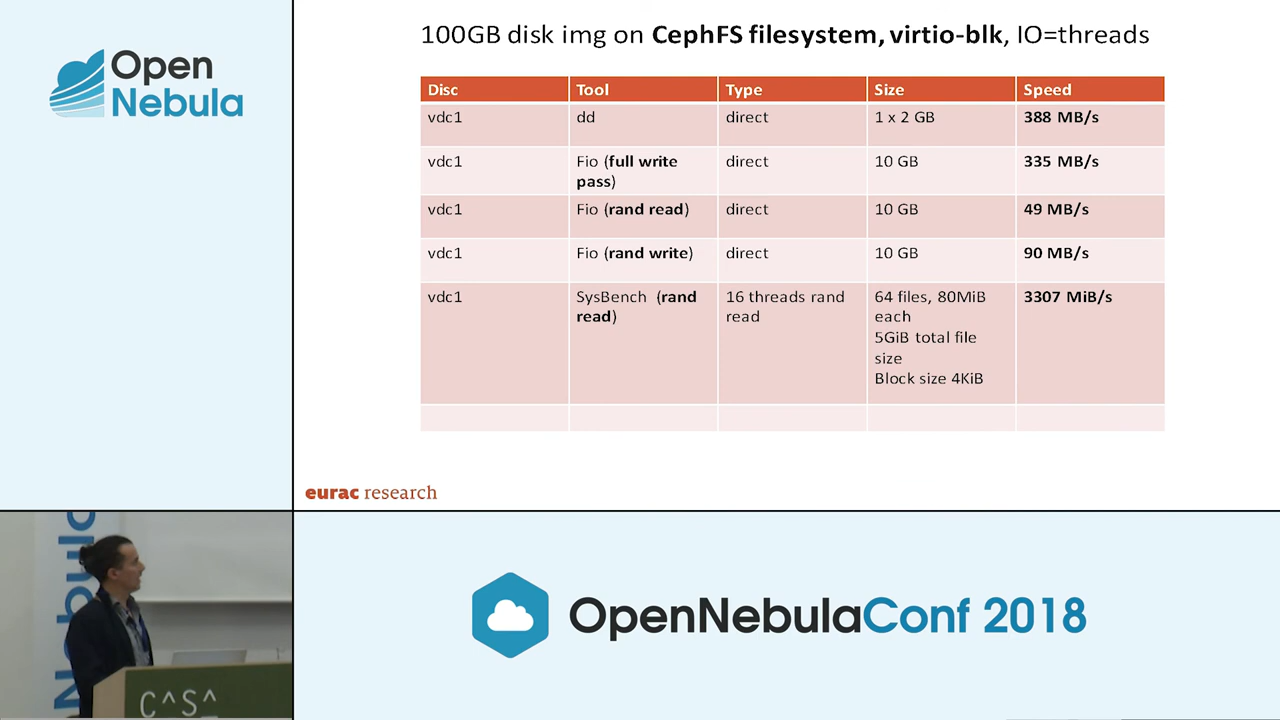 Open
Nebula
100GB disk img on CephFS filesystem, virtio-blk, IO=threads
Disc Tool Type Size Speed
vdc1 dd direct 1 x 2 GB 388 MB/s
vdc1 Fio (full write pass) direct 10 GB 335 MB/s
vdc1 Fio (rand read) direct 10 GB 49 MB/s
vdc1 Fio (rand write) direct 10 GB 90 MB/s
vdc1 SysBench (rand read) 16 threads rand read 64 files, 80MiB each 5GiB total file size Block size 4KiB 3307 MiB/s
eurac research
Nebula
C^S^_
OpenNebulaConf 2018